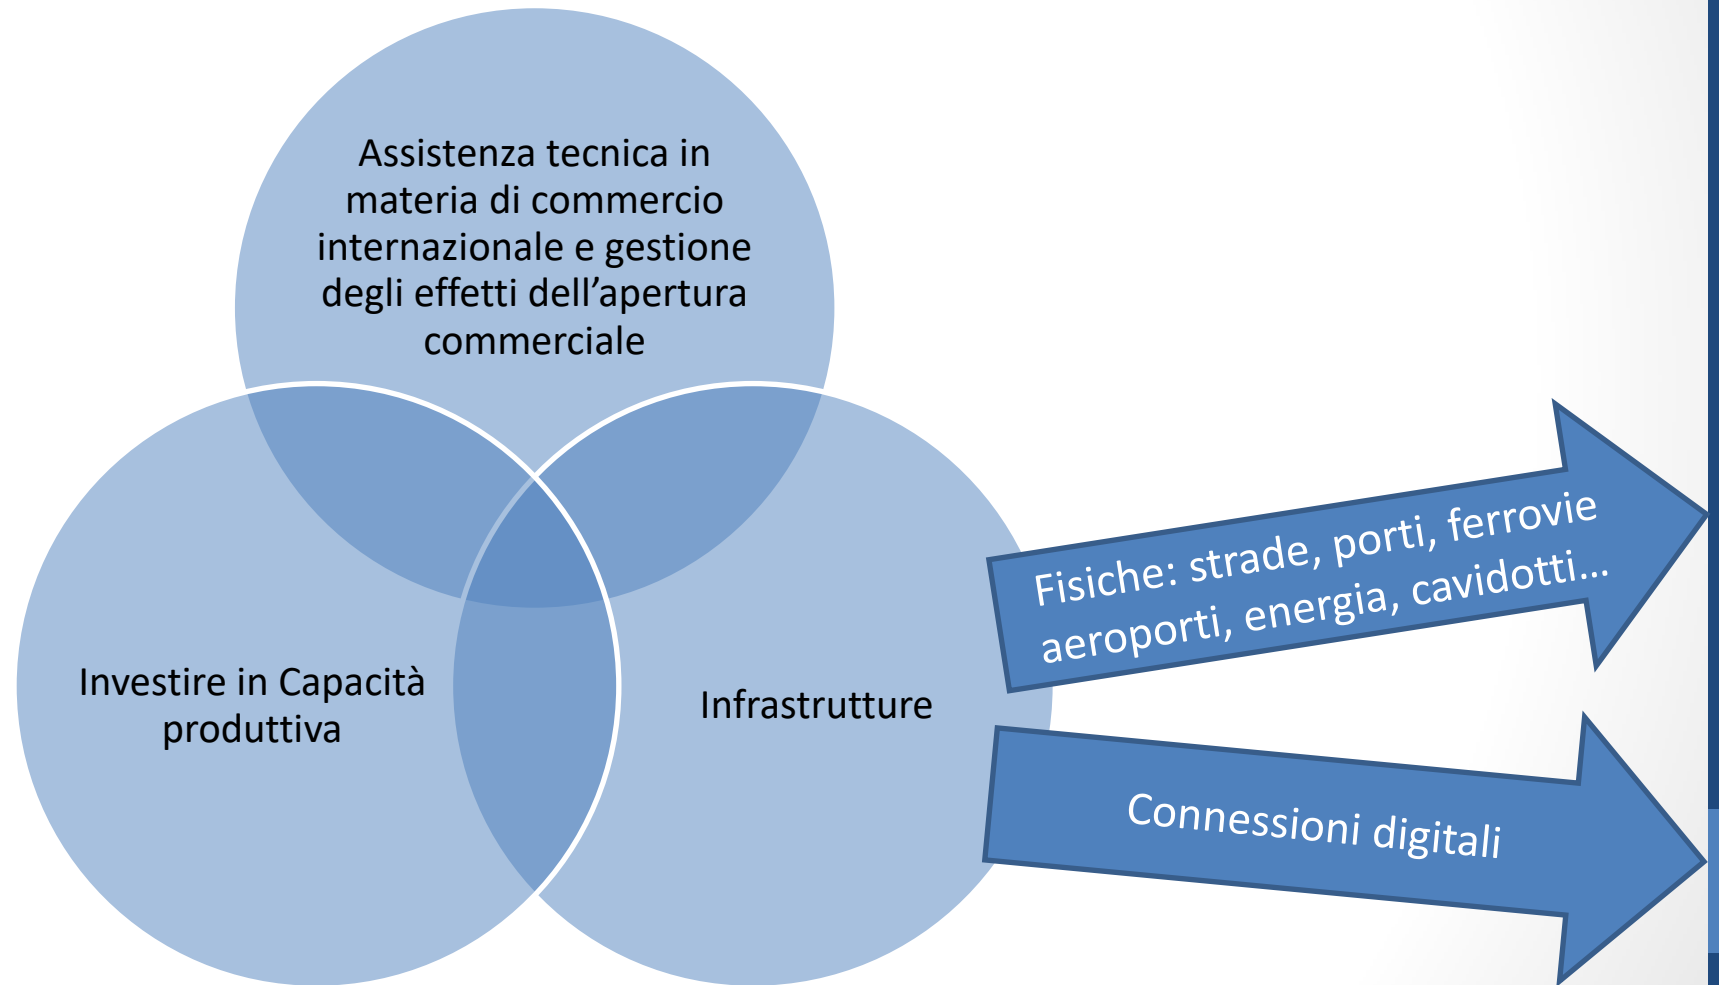 Assistenza tecnica in
materia di commercio
internazionale e gestione
degli effetti dell’apertura
commerciale
Investire in Capacità
produttiva
Infrastrutture
Fisiche: strade, porti, ferrovie
aeroporti, energia, cavidotti…
Connessioni digitali